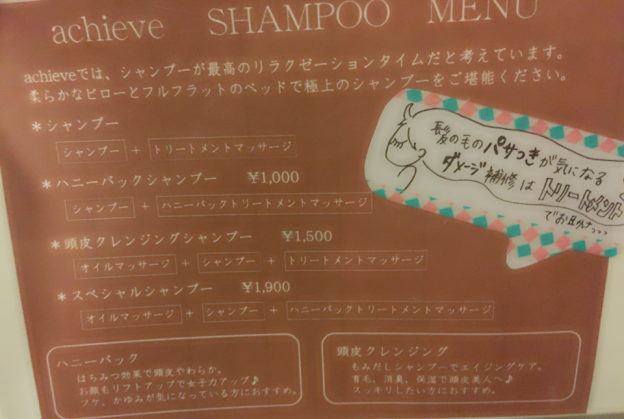 achieve SHAMPOO MENU
achieveでは、シャンプーが最高のリラクゼーションタイムだと考えています。
柔らかなピローとフルフラットのベッドで極上のシャンプーをご堪能ください。
＊シャンプー
シャンプー + トリートメントマッサージ
＊ハニーパックシャンプー ¥1,000
シャンプー + ハニーパックトリートメントマッサージ
＊頭皮クレンジングシャンプー ¥1,500
オイルマッサージ + シャンプー + トリートメントマッサージ
＊スペシャルシャンプー ¥1,900
オイルマッサージ + シャンプー + ハニーパックトリートメントマッサージ
髪の毛のパサつきが気になる
ダメージ補修はトリートメント
ハニーパック
はちみつ効果で頭皮やわらか。
お顔もリフトアップで女子力アップ♪
フケ、かゆみが気になっている方におすすめ。
頭皮クレンジング
もみだしシャンプーでエイジングケア。
育毛、消臭、保湿で頭皮美人へ♪
スッキリしたい方におすすめ。